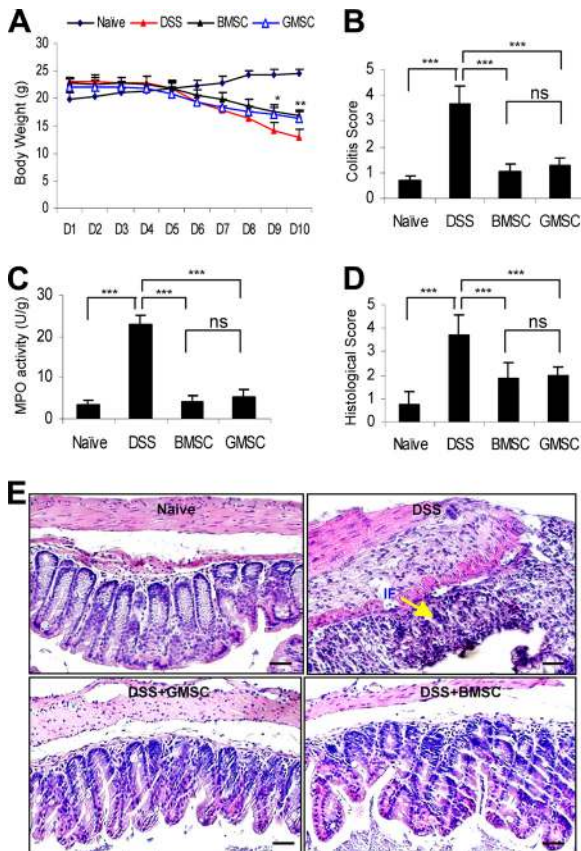 A
Naïve DSS BMSC GMSC
Body Weight (g)
30
25
20
15
10
5
0
*
**
D1 D2 D3 D4 D5 D6 D7 D8 D9 D10
B
Colitis Score
5
4
3
2
1
0
***
*** ***
ns
Naïve DSS BMSC GMSC
C
MPO activity (U/g)
30
20
10
0
***
*** ***
ns
Naïve DSS BMSC GMSC
D
Histological Score
5
4
3
2
1
0
***
*** ***
ns
Naïve DSS BMSC GMSC
E
Naive
DSS
IF
DSS+GMSC
DSS+BMSC